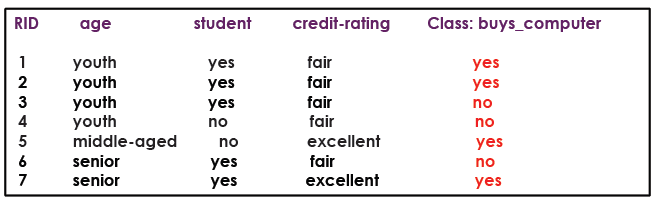 RID age student credit-rating Class: buys_computer
1 youth yes fair yes
2 youth yes fair yes
3 youth yes fair no
4 youth no fair no
5 middle-aged no excellent yes
6 senior yes fair no
7 senior yes excellent yes